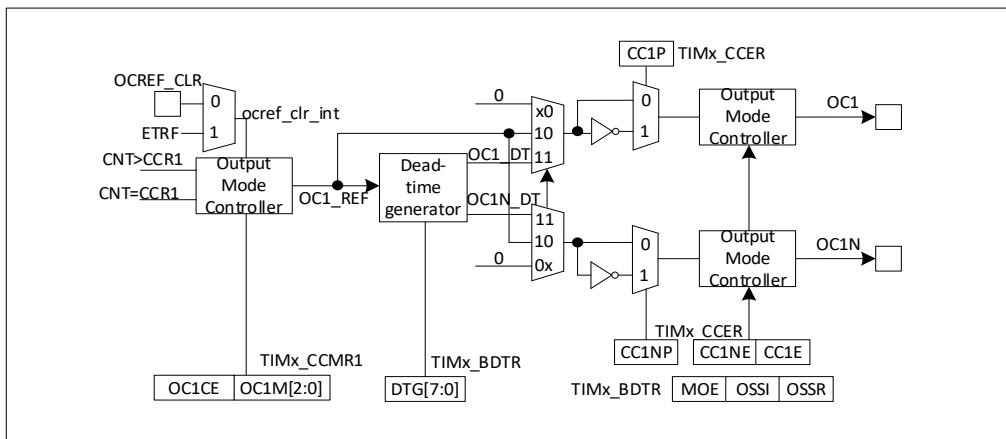 CC1P TIMx_CCER
OCREF_CLR
0
1
ocref_clr_int
ETRF
CNT>CCR1
CNT=CCR1
Output
Mode
Controller
OC1_REF
Dead-
time
generator
OC1_DT
OC1N_DT
0
x0
10
11
11
10
0x
0
0
1
Output
Mode
Controller
OC1
0
1
Output
Mode
Controller
OC1N
TIMx_CCER
CC1NP CC1NE CC1E
TIMx_CCMR1
OC1CE OC1M[2:0]
TIMx_BDTR
DTG[7:0]
TIMx_BDTR MOE OSSI OSSR